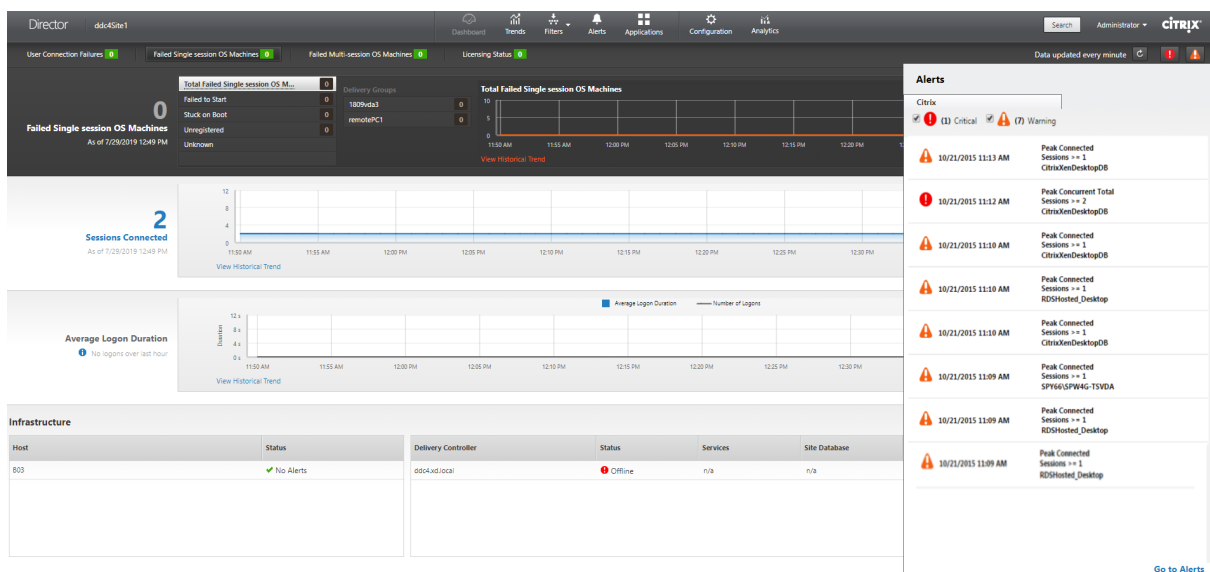 Director ddc4Site1 Dashboard Trends Filters Alerts Applications Configuration Analytics Search Administrator CİTRIX
User Connection Failures 0 Failed Single session OS Machines 0 Failed Multi-session OS Machines 0 Licensing Status 0 Data updated every minute
0
Failed Single session OS Machines
As of 7/29/2019 12:49 PM
Total Failed Single session OS M... 0
Failed to Start 0
Stuck on Boot 0
Unregistered 0
Unknown
Delivery Groups
1809vda3 0
remotePC1 0
Total Failed Single session OS Machines
10
5
0
11:50 AM 11:55 AM 12:00 PM 12:05 PM 12:10 PM 12:15 PM 12:20 PM
View Historical Trend
2
Sessions Connected
As of 7/29/2019 12:49 PM
12
8
4
0
11:50 AM 11:55 AM 12:00 PM 12:05 PM 12:10 PM 12:15 PM 12:20 PM 12:25 PM 12:30 PM
View Historical Trend
Average Logon Duration
No logons over last hour
Average Logon Duration Number of Logons
Duration
12 s
8 s
4 s
0 s
11:50 AM 11:55 AM 12:00 PM 12:05 PM 12:10 PM 12:15 PM 12:20 PM 12:25 PM 12:30 PM
View Historical Trend
Infrastructure
Host Status
B03 No Alerts
Delivery Controller Status Services Site Database
ddc4.xd.local Offline n/a n/a
Alerts
Citrix
(1) Critical (7) Warning
10/21/2015 11:13 AM
Peak Connected
Sessions >= 1
CitrixXenDesktopDB
10/21/2015 11:12 AM
Peak Concurrent Total
Sessions >= 2
CitrixXenDesktopDB
10/21/2015 11:10 AM
Peak Connected
Sessions >= 1
CitrixXenDesktopDB
10/21/2015 11:10 AM
Peak Connected
Sessions >= 1
RDSHosted_Desktop
10/21/2015 11:10 AM
Peak Connected
Sessions >= 1
CitrixXenDesktopDB
10/21/2015 11:09 AM
Peak Connected
Sessions >= 1
SPY66\SPW4G-TSVDA
10/21/2015 11:09 AM
Peak Connected
Sessions >= 1
RDSHosted_Desktop
10/21/2015 11:09 AM
Peak Connected
Sessions >= 1
RDSHosted_Desktop
Go to Alerts